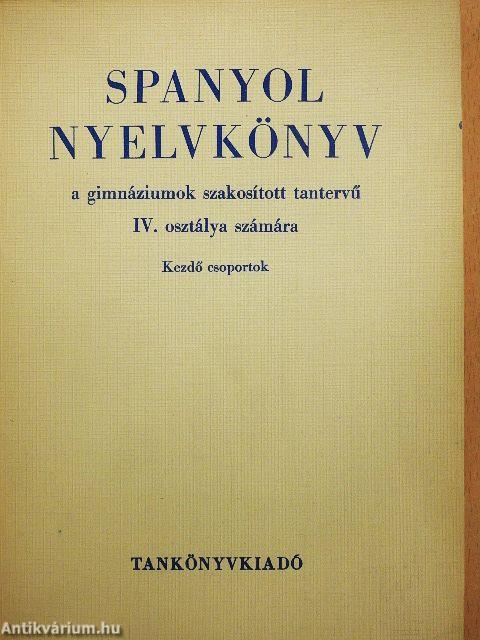 SPANYOL
NYELVKÖNYV
a gimnáziumok szakosított tantervű
IV. osztálya számára
Kezdő csoportok
TANKÖNYVKIADÓ
Antikvárium.hu